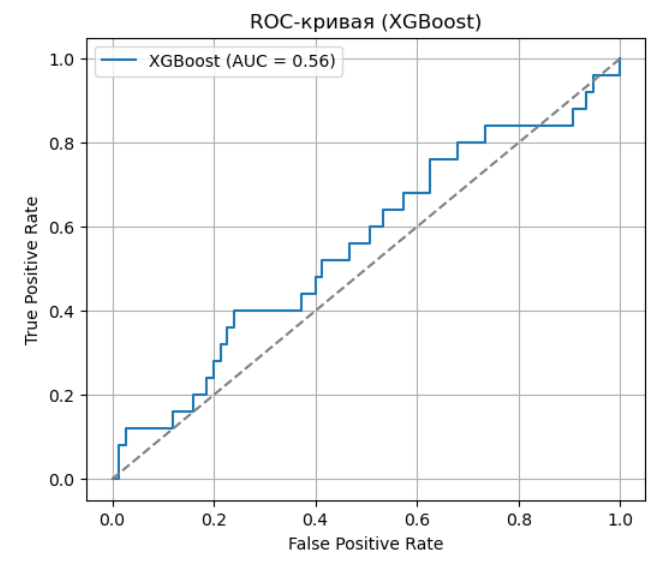 ROC-кривая (XGBoost)
XGBoost (AUC = 0.56)
1.0
0.8
0.6
0.4
0.2
0.0
True Positive Rate
0.0 0.2 0.4 0.6 0.8 1.0
False Positive Rate